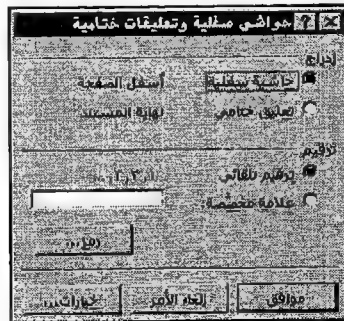 حواشي سفلية وتعليقات ختامية
إدراج
حاشية سفلية أسفل الصفحة
تعليق ختامي نهاية المستند
ترقيم
ترقيم تلقائي ١، ٢، ٣، ...
علامة مخصصة
رمز...
موافق إلغاء الأمر خيارات...